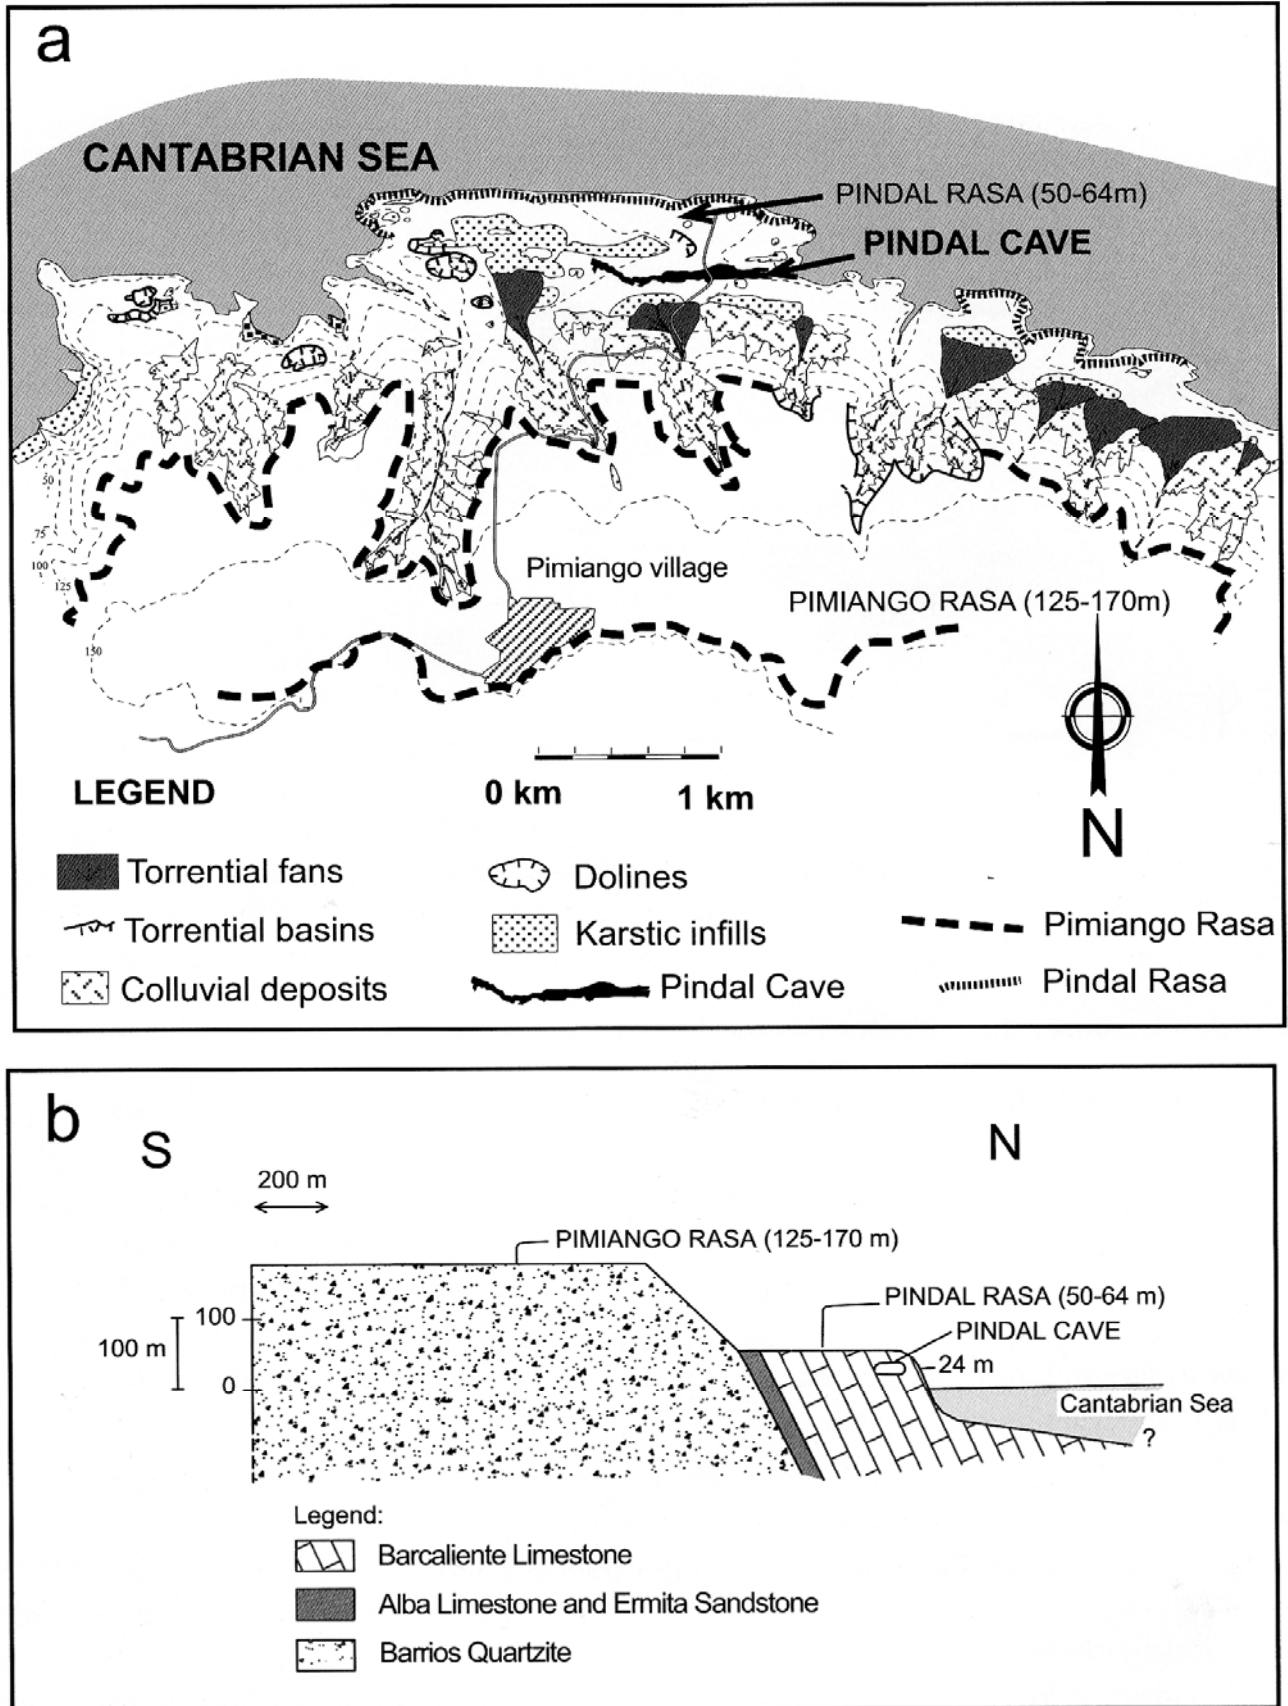 a
CANTABRIAN SEA
PINDAL RASA (50-64m)
PINDAL CAVE
50
75
100
125
150
Pimiango village
PIMIANGO RASA (125-170m)
N
0 km 1 km
LEGEND
Torrential fans
Torrential basins
Colluvial deposits
Dolines
Karstic infills
Pindal Cave
Pimiango Rasa
Pindal Rasa
b
S
N
200 m
PIMIANGO RASA (125-170 m)
PINDAL RASA (50-64 m)
PINDAL CAVE
24 m
100
100 m
0
Cantabrian Sea
?
Legend:
Barcaliente Limestone
Alba Limestone and Ermita Sandstone
Barrios Quartzite